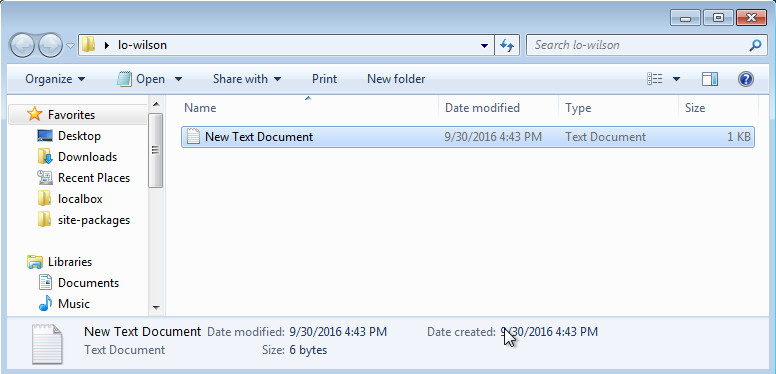 lo-wilson
Search lo-wilson
Organize Open Share with Print New folder
Name Date modified Type Size
New Text Document 9/30/2016 4:43 PM Text Document 1 KB
Favorites
Desktop
Downloads
Recent Places
localbox
site-packages
Libraries
Documents
Music
New Text Document Date modified: 9/30/2016 4:43 PM Date created: 9/30/2016 4:43 PM
Text Document Size: 6 bytes